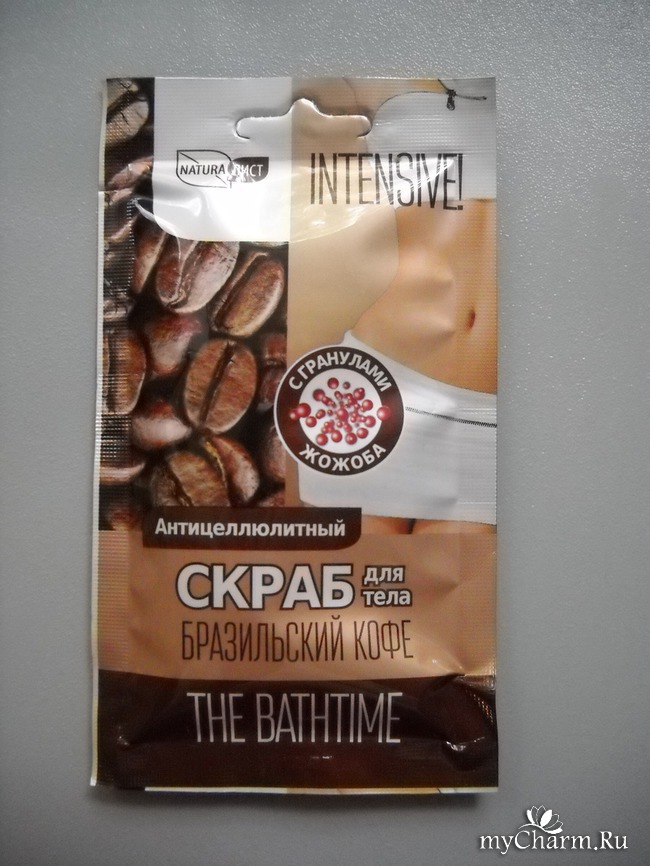 NATURA ЛИСТ
INTENSIVE!
С ГРАНУЛАМИ
ЖОЖОБА
Антицеллюлитный
СКРАБ для
тела
БРАЗИЛЬСКИЙ КОФЕ
THE BATHTIME
myCharm.Ru